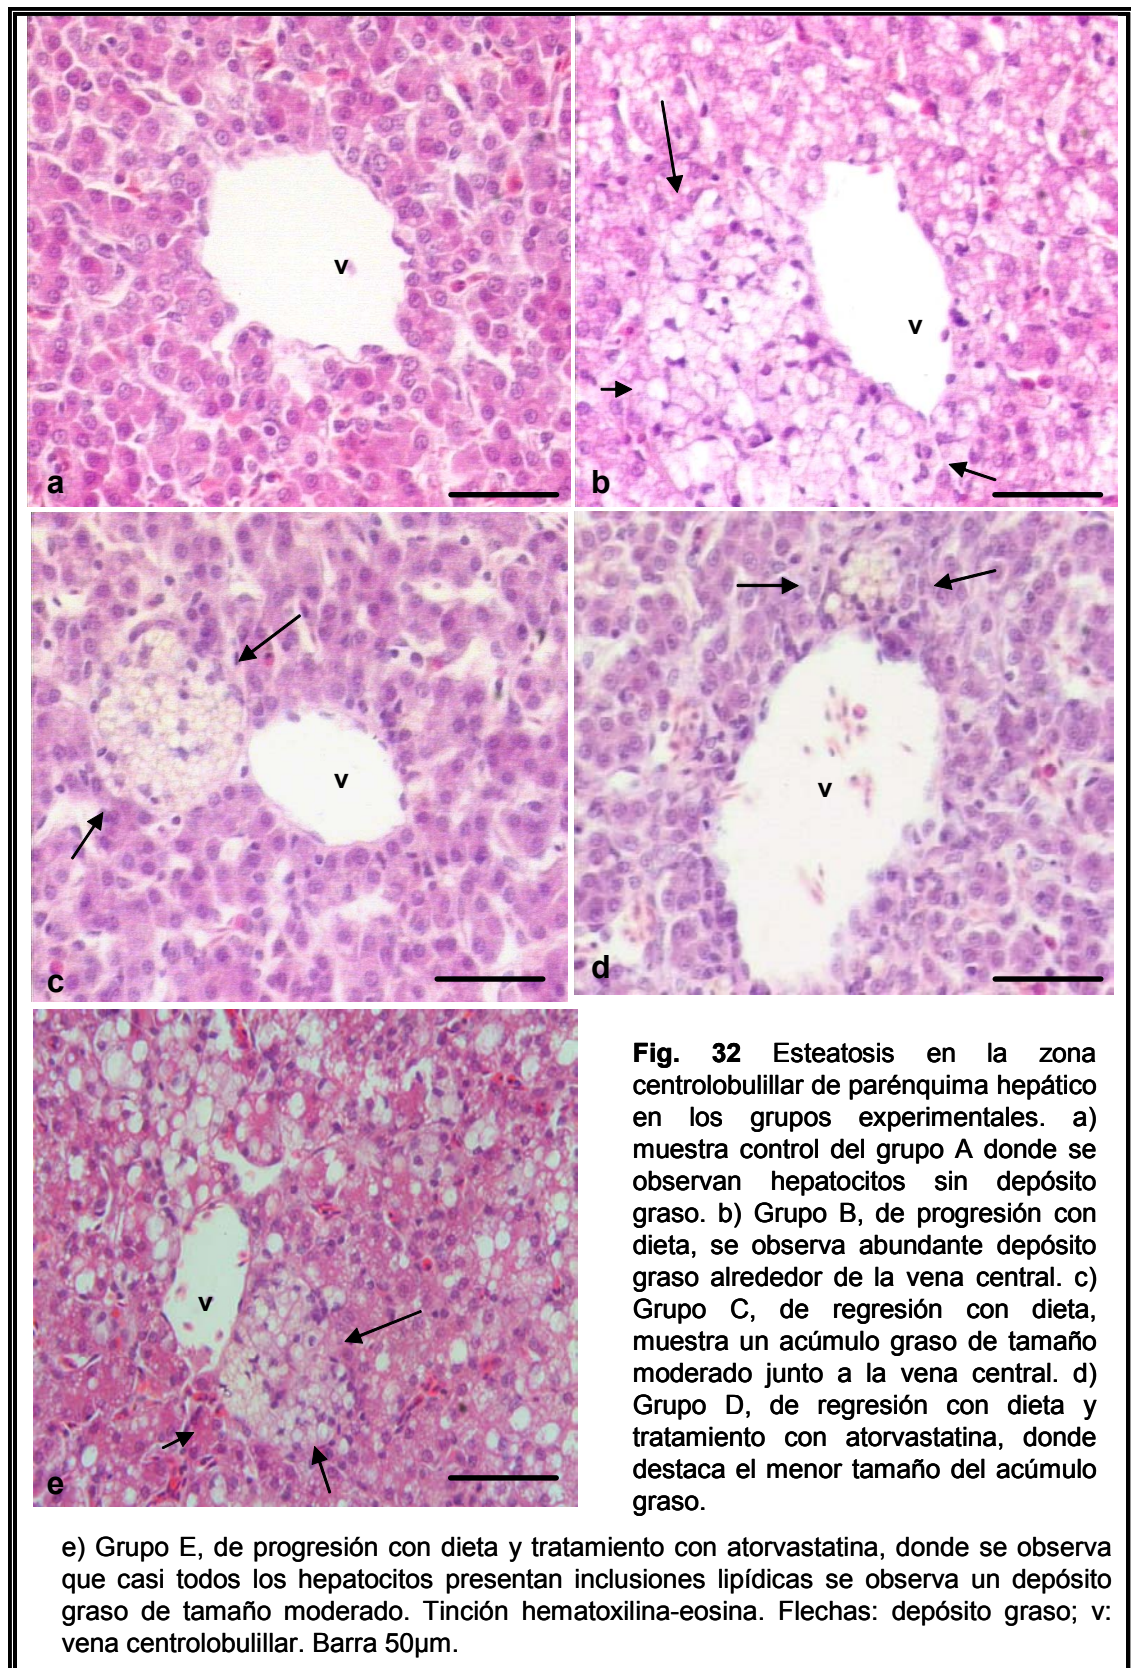 v
a
v
b
v
c
v
d
v
e
Fig. 32 Esteatosis en la zona
centrolobulillar de parénquima hepático
en los grupos experimentales. a)
muestra control del grupo A donde se
observan hepatocitos sin depósito
graso. b) Grupo B, de progresión con
dieta, se observa abundante depósito
graso alrededor de la vena central. c)
Grupo C, de regresión con dieta,
muestra un acúmulo graso de tamaño
moderado junto a la vena central. d)
Grupo D, de regresión con dieta y
tratamiento con atorvastatina, donde
destaca el menor tamaño del acúmulo
graso.
e) Grupo E, de progresión con dieta y tratamiento con atorvastatina, donde se observa
que casi todos los hepatocitos presentan inclusiones lipídicas se observa un depósito
graso de tamaño moderado. Tinción hematoxilina-eosina. Flechas: depósito graso; v:
vena centrolobulillar. Barra 50µm.